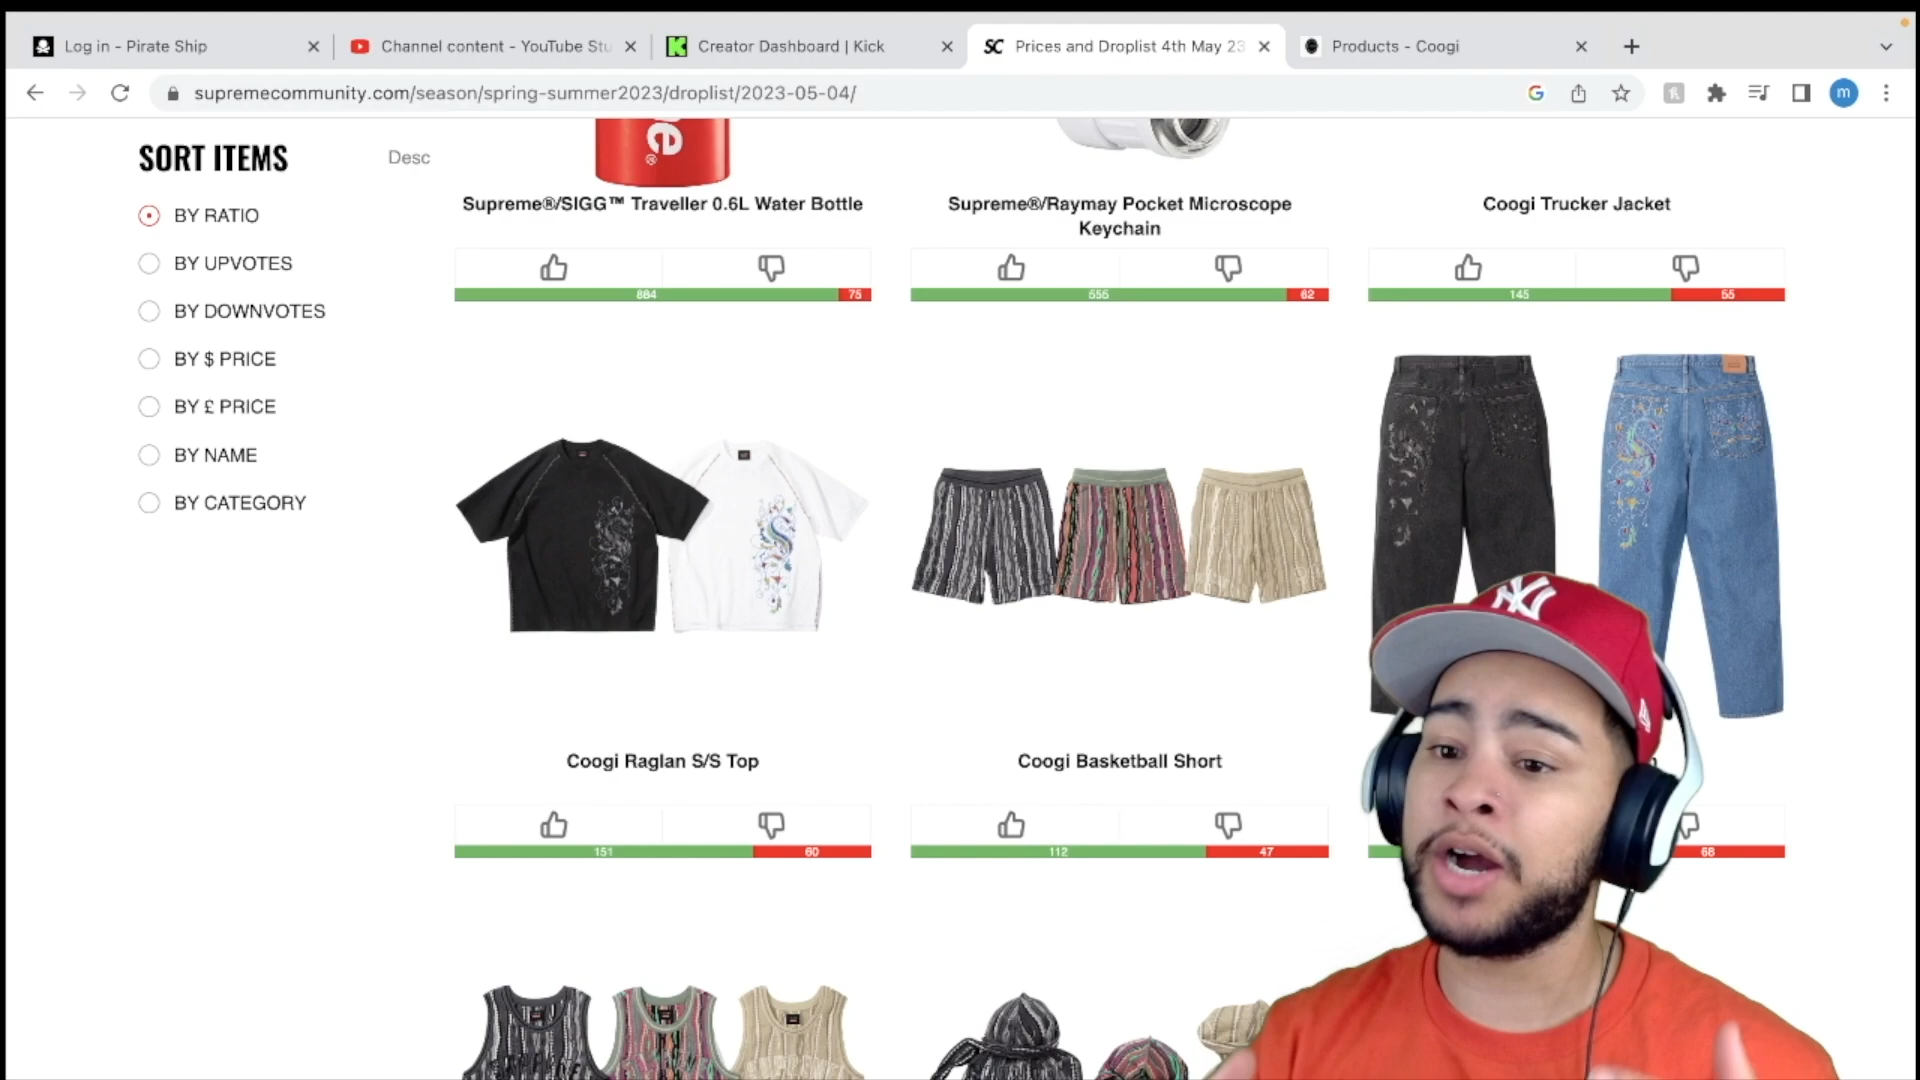 Log in - Pirate Ship
Channel content - YouTube Stu
Creator Dashboard | Kick
SC Prices and Droplist 4th May 23
Products - Coogi
supremecommunity.com/season/spring-summer2023/droplist/2023-05-04/
m
SORT ITEMS
Desc
BY RATIO
BY UPVOTES
BY DOWNVOTES
BY $ PRICE
BY £ PRICE
BY NAME
BY CATEGORY
Supreme®/SIGG™ Traveller 0.6L Water Bottle
884 75
Supreme®/Raymay Pocket Microscope
Keychain
555 62
Coogi Trucker Jacket
145 55
Coogi Raglan S/S Top
151 60
Coogi Basketball Short
112 47
68
NY